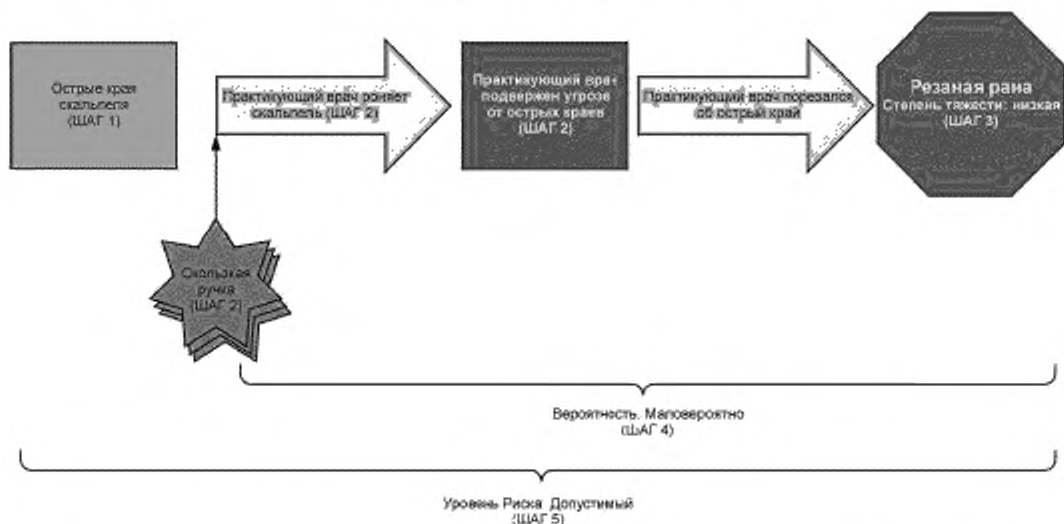 Острые края
скальпеля
(ШАГ 1)
Практикующий врач роняет
скальпель (ШАГ 2)
Практикующий врач
подвержен угрозе
от острых краев
(ШАГ 2)
Практикующий врач порезался
об острый край
Резаная рана
Степень тяжести: низкая
(ШАГ 3)
Скользкая
ручка
(ШАГ 2)
Вероятность. Маловероятно
(ШАГ 4)
Уровень Риска Допустимый
(ШАГ 5)